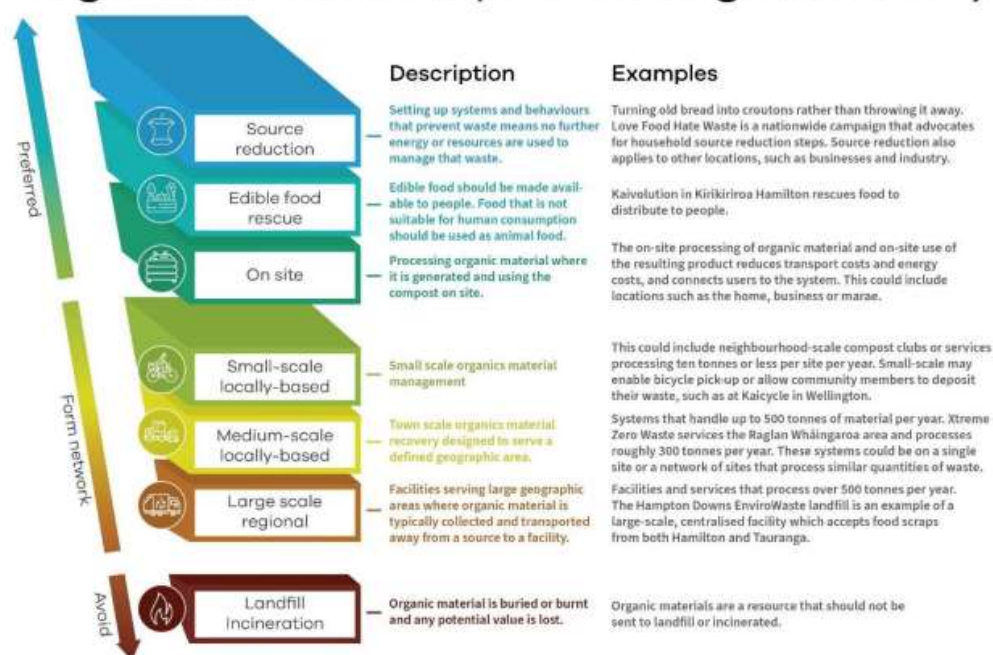 Description
Examples
Preferred
Source
reduction
Setting up systems and behaviours
that prevent waste means no further
energy or resources are used to
manage that waste.
Turning old bread into croutons rather than throwing it away.
Love Food Hate Waste is a nationwide campaign that advocates
for household source reduction steps. Source reduction also
applies to other locations, such as businesses and industry.
Edible food
rescue
Edible food should be made avail-
able to people. Food that is not
suitable for human consumption
should be used as animal food.
Kaivolution in Kirikiriroa Hamilton rescues food to
distribute to people.
On site
Processing organic material where
it is generated and using the
compost on site.
The on-site processing of organic material and on-site use of
the resulting product reduces transport costs and energy
costs, and connects users to the system. This could include
locations such as the home, business or marae.
Form network
Small-scale
locally-based
Small scale organics material
management
This could include neighbourhood-scale compost clubs or services
processing ten tonnes or less per site per year. Small-scale may
enable bicycle pick-up or allow community members to deposit
their waste, such as at Kaicycle in Wellington.
Medium-scale
locally-based
Town scale organics material
recovery designed to serve a
defined geographic area.
Systems that handle up to 500 tonnes of material per year. Xtreme
Zero Waste services the Raglan Whāingaroa area and processes
roughly 300 tonnes per year. These systems could be on a single
site or a network of sites that process similar quantities of waste.
Large scale
regional
Facilities serving large geographic
areas where organic material is
typically collected and transported
away from a source to a facility.
Facilities and services that process over 500 tonnes per year.
The Hampton Downs EnviroWaste landfill is an example of a
large-scale, centralised facility which accepts food scraps
from both Hamilton and Tauranga.
Avoid
Landfill
Incineration
Organic material is buried or burnt
and any potential value is lost.
Organic materials are a resource that should not be
sent to landfill or incinerated.